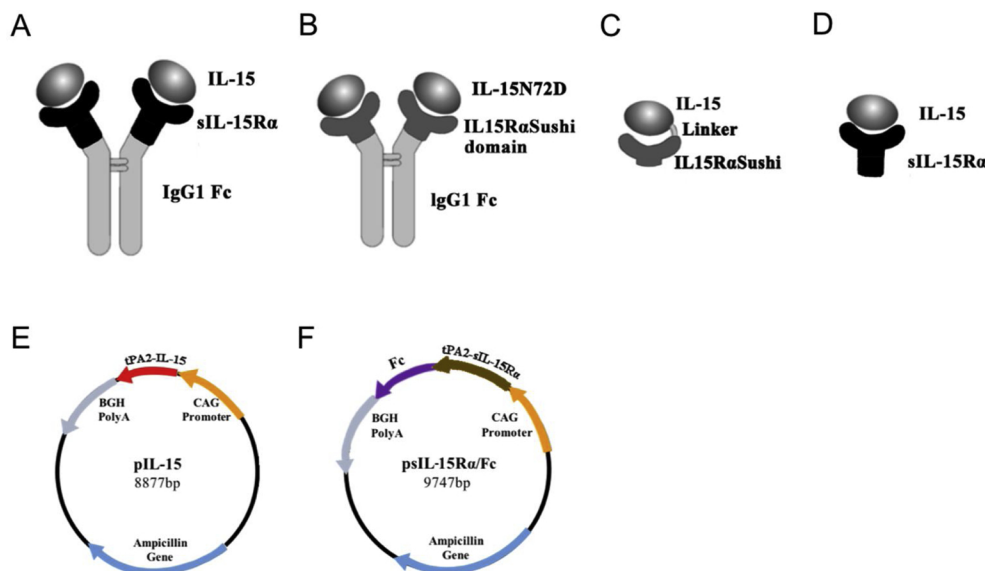 A
IL-15
sIL-15Rα
IgG1 Fc
B
IL-15N72D
IL15RαSushi
domain
IgG1 Fc
C
IL-15
Linker
IL15RαSushi
D
IL-15
sIL-15Rα
E
tPA2-IL-15
BGH
PolyA
CAG
Promoter
pIL-15
8877bp
Ampicillin
Gene
F
Fc
tPA2-sIL-15Rα
BGH
PolyA
CAG
Promoter
psIL-15Rα/Fc
9747bp
Ampicillin
Gene